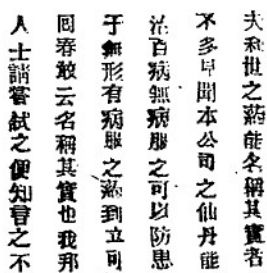 夫利世之藥能名稱其實者
不多早聞本公司之仙丹能
治百病無病服之可以防患
于無形有病服之藥到立可
回春敢云名稱其實也我邦
人士請嘗試之便知言之不